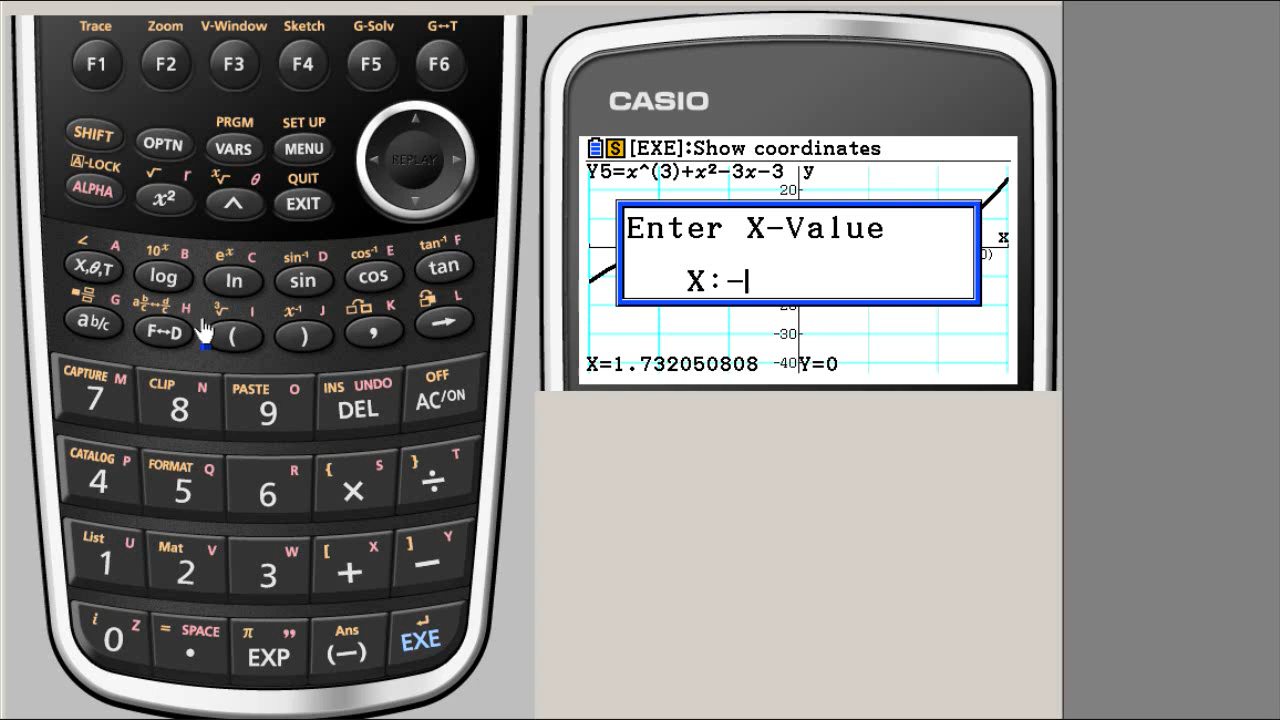 Trace Zoom V-Window Sketch G-Solv G↔T
F1 F2 F3 F4 F5 F6
PRGM SET UP
SHIFT OPTN VARS MENU
REPLAY
A-LOCK √ r ˣ√ θ QUIT
ALPHA x² ^ EXIT
∠ A 10ˣ B eˣ C sin⁻¹ D cos⁻¹ E tan⁻¹ F
X,θ,T log ln sin cos tan
G a b/c↔d/c H ³√ I x⁻¹ J K L
a b/c F↔D ( ) , →
CAPTURE M CLIP N PASTE O INS UNDO OFF
7 8 9 DEL AC/ON
CATALOG P FORMAT Q R { S } T
4 5 6 × ÷
List U Mat V W [ X ] Y
1 2 3 + −
i Z = SPACE π ” Ans ↵
0 • EXP (−) EXE
CASIO
S [EXE]:Show coordinates
Y5=x^(3)+x²-3x-3 y
20
Enter X-Value
x
X:-
0)
20
-30
-40
X=1.732050808 Y=0